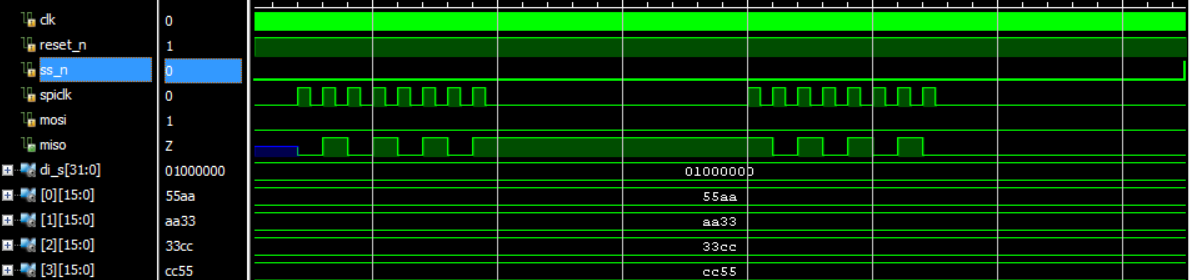 clk 0
reset_n 1
ss_n 0
spiclk 0
mosi 1
miso Z
di_s[31:0] 01000000 01000000
[0][15:0] 55aa 55aa
[1][15:0] aa33 aa33
[2][15:0] 33cc 33cc
[3][15:0] cc55 cc55